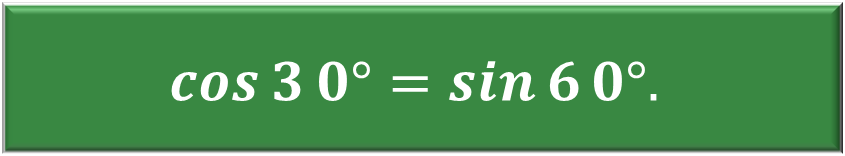 cos 3 0° = sin 6 0°.